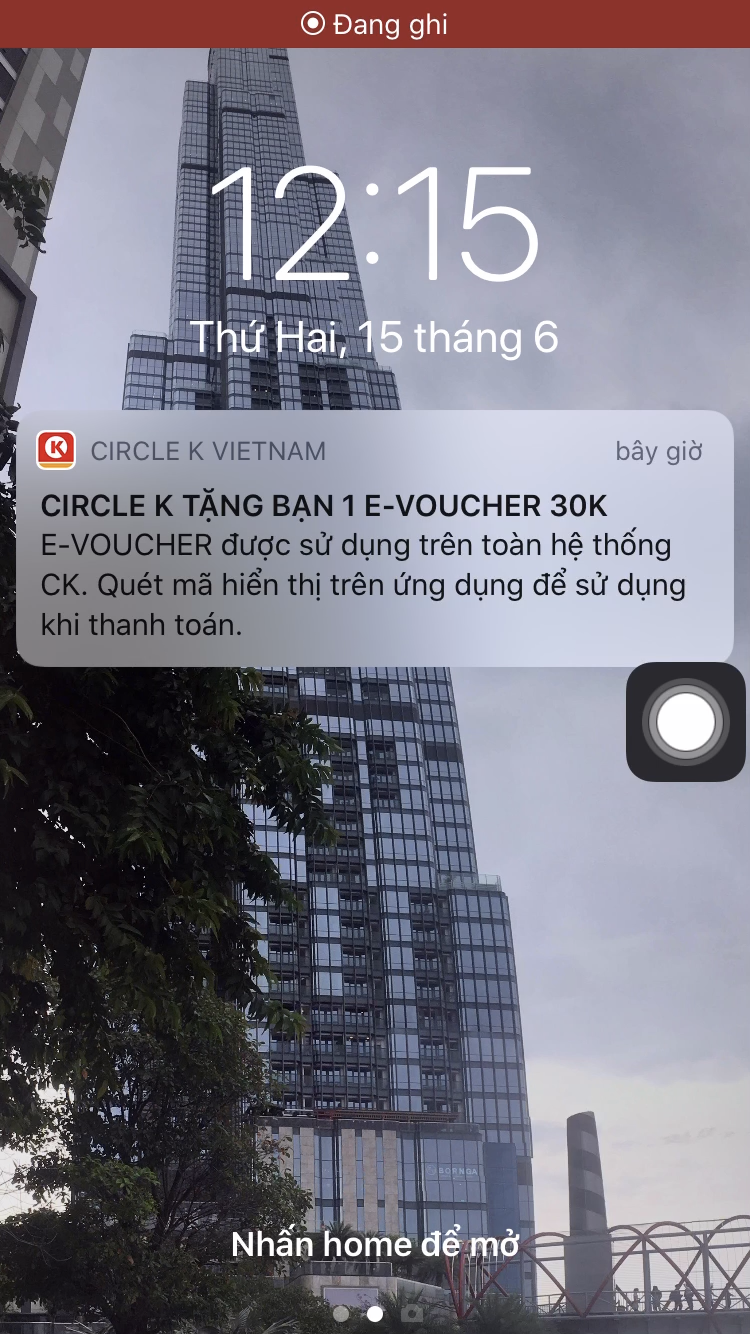 Đang ghi
12:15
Thứ Hai, 15 tháng 6
CIRCLE K VIETNAM
bây giờ
CIRCLE K TẶNG BẠN 1 E-VOUCHER 30K
E-VOUCHER được sử dụng trên toàn hệ thống
CK. Quét mã hiển thị trên ứng dụng để sử dụng
khi thanh toán.
Nhấn home để mở